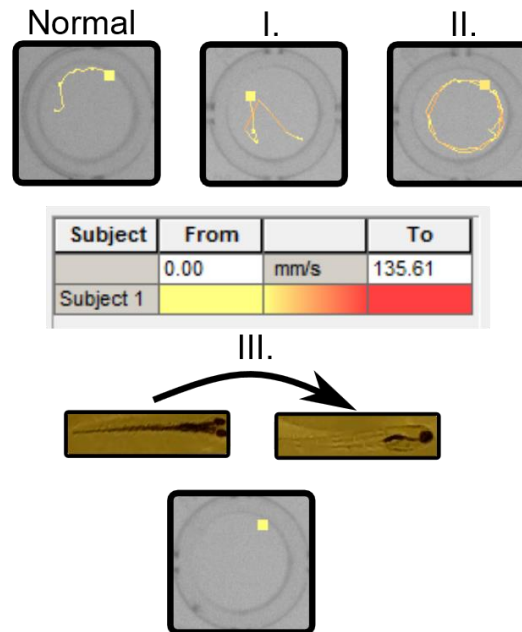 Normal
I.
II.
Subject From To
0.00 mm/s 135.61
Subject 1
III.